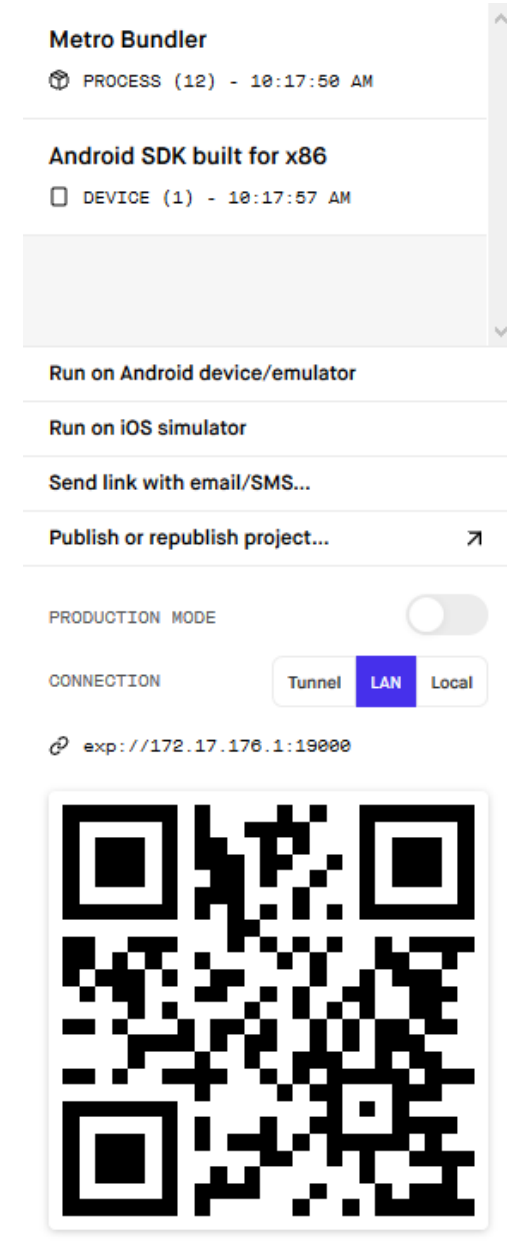 Metro Bundler
PROCESS (12) - 10:17:50 AM
Android SDK built for x86
DEVICE (1) - 10:17:57 AM
Run on Android device/emulator
Run on iOS simulator
Send link with email/SMS...
Publish or republish project...
PRODUCTION MODE
CONNECTION Tunnel LAN Local
exp://172.17.176.1:19000